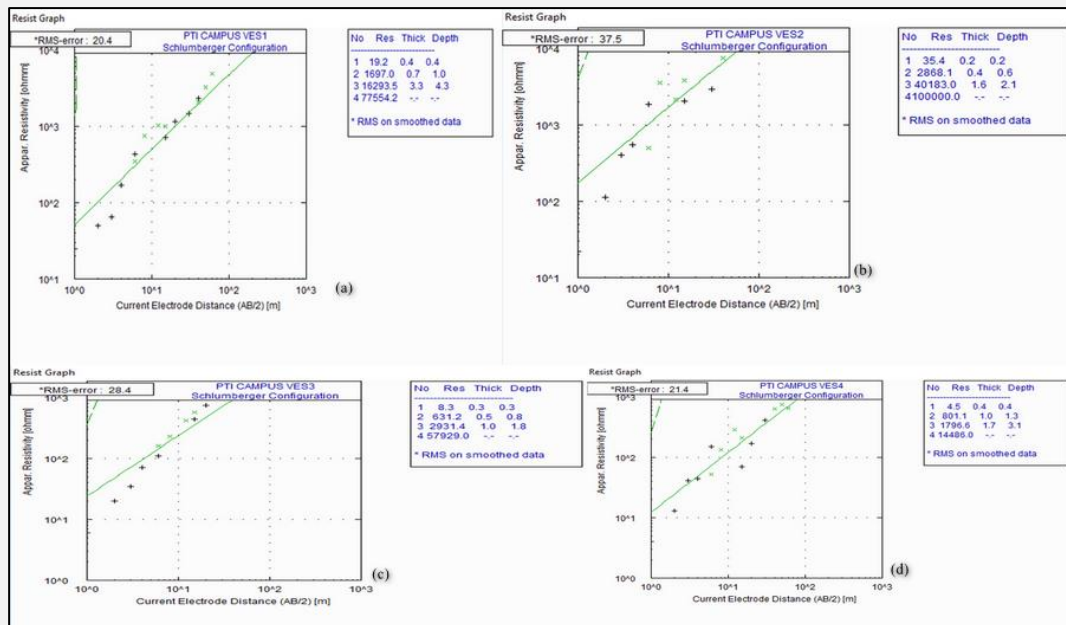 Resist Graph
*RMS-error : 20.4
PTI CAMPUS VES1
Schlumberger Configuration
Appar. Resistivity [ohmm]
10^4
10^3
10^2
10^1
10^0 10^1 10^2 10^3
Current Electrode Distance (AB/2) [m]
(a)
No Res Thick Depth
1 19.2 0.4 0.4
2 1697.0 0.7 1.0
3 16293.5 3.3 4.3
4 77554.2 -.- -.-
* RMS on smoothed data
Resist Graph
*RMS-error : 37.5
PTI CAMPUS VES2
Schlumberger Configuration
Appar. Resistivity [ohmm]
10^4
10^3
10^2
10^1
10^0 10^1 10^2 10^3
Current Electrode Distance (AB/2) [m]
(b)
No Res Thick Depth
1 35.4 0.2 0.2
2 2868.1 0.4 0.6
3 40183.0 1.6 2.1
4100000.0 -.- -.-
* RMS on smoothed data
Resist Graph
*RMS-error : 28.4
PTI CAMPUS VES3
Schlumberger Configuration
Appar. Resistivity [ohmm]
10^3
10^2
10^1
10^0
10^0 10^1 10^2 10^3
Current Electrode Distance (AB/2) [m]
(c)
No Res Thick Depth
1 8.3 0.3 0.3
2 631.2 0.5 0.8
3 2931.4 1.0 1.8
4 57929.0 -.- -.-
* RMS on smoothed data
Resist Graph
*RMS-error : 21.4
PTI CAMPUS VES4
Schlumberger Configuration
Appar. Resistivity [ohmm]
10^3
10^2
10^1
10^0
10^0 10^1 10^2 10^3
Current Electrode Distance (AB/2) [m]
(d)
No Res Thick Depth
1 4.5 0.4 0.4
2 801.1 1.0 1.3
3 1796.6 1.7 3.1
4 14486.0 -.- -.-
* RMS on smoothed data